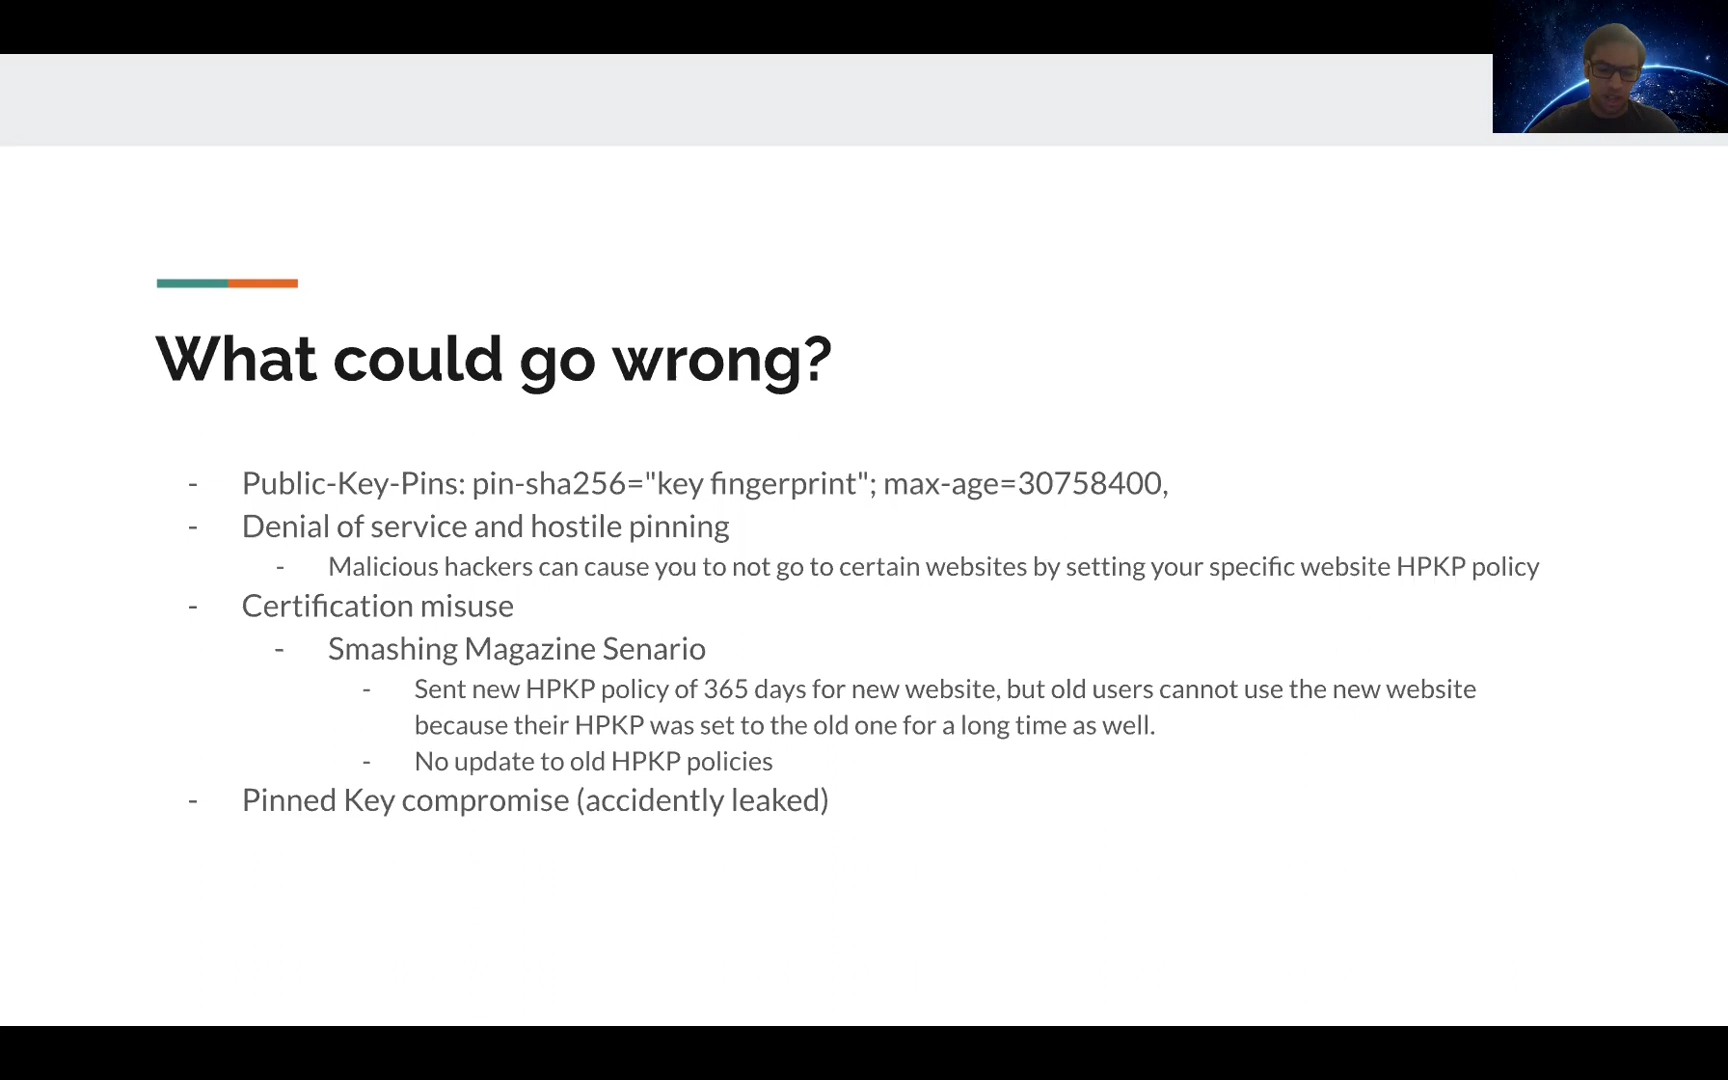 What could go wrong?
- Public-Key-Pins: pin-sha256="key fingerprint"; max-age=30758400,
- Denial of service and hostile pinning
- Malicious hackers can cause you to not go to certain websites by setting your specific website HPKP policy
- Certification misuse
- Smashing Magazine Senario
- Sent new HPKP policy of 365 days for new website, but old users cannot use the new website
because their HPKP was set to the old one for a long time as well.
- No update to old HPKP policies
- Pinned Key compromise (accidently leaked)